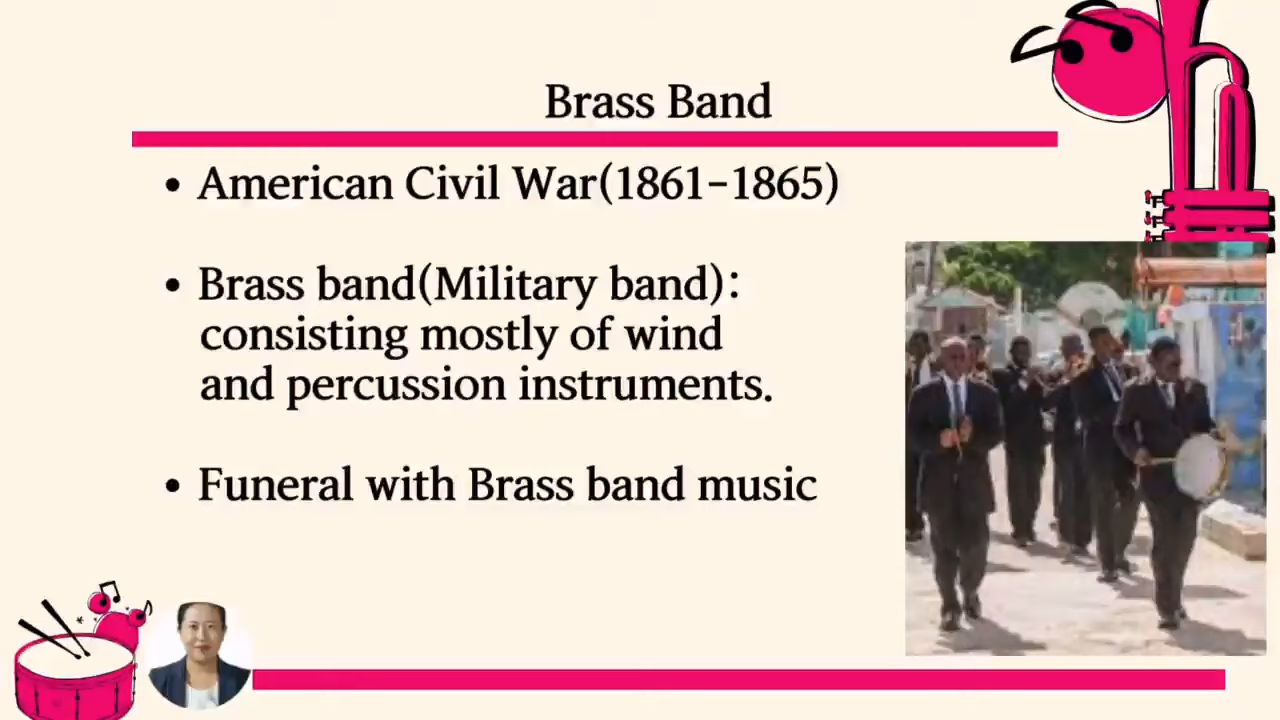 Brass Band
• American Civil War(1861-1865)
• Brass band(Military band):
consisting mostly of wind
and percussion instruments.
• Funeral with Brass band music